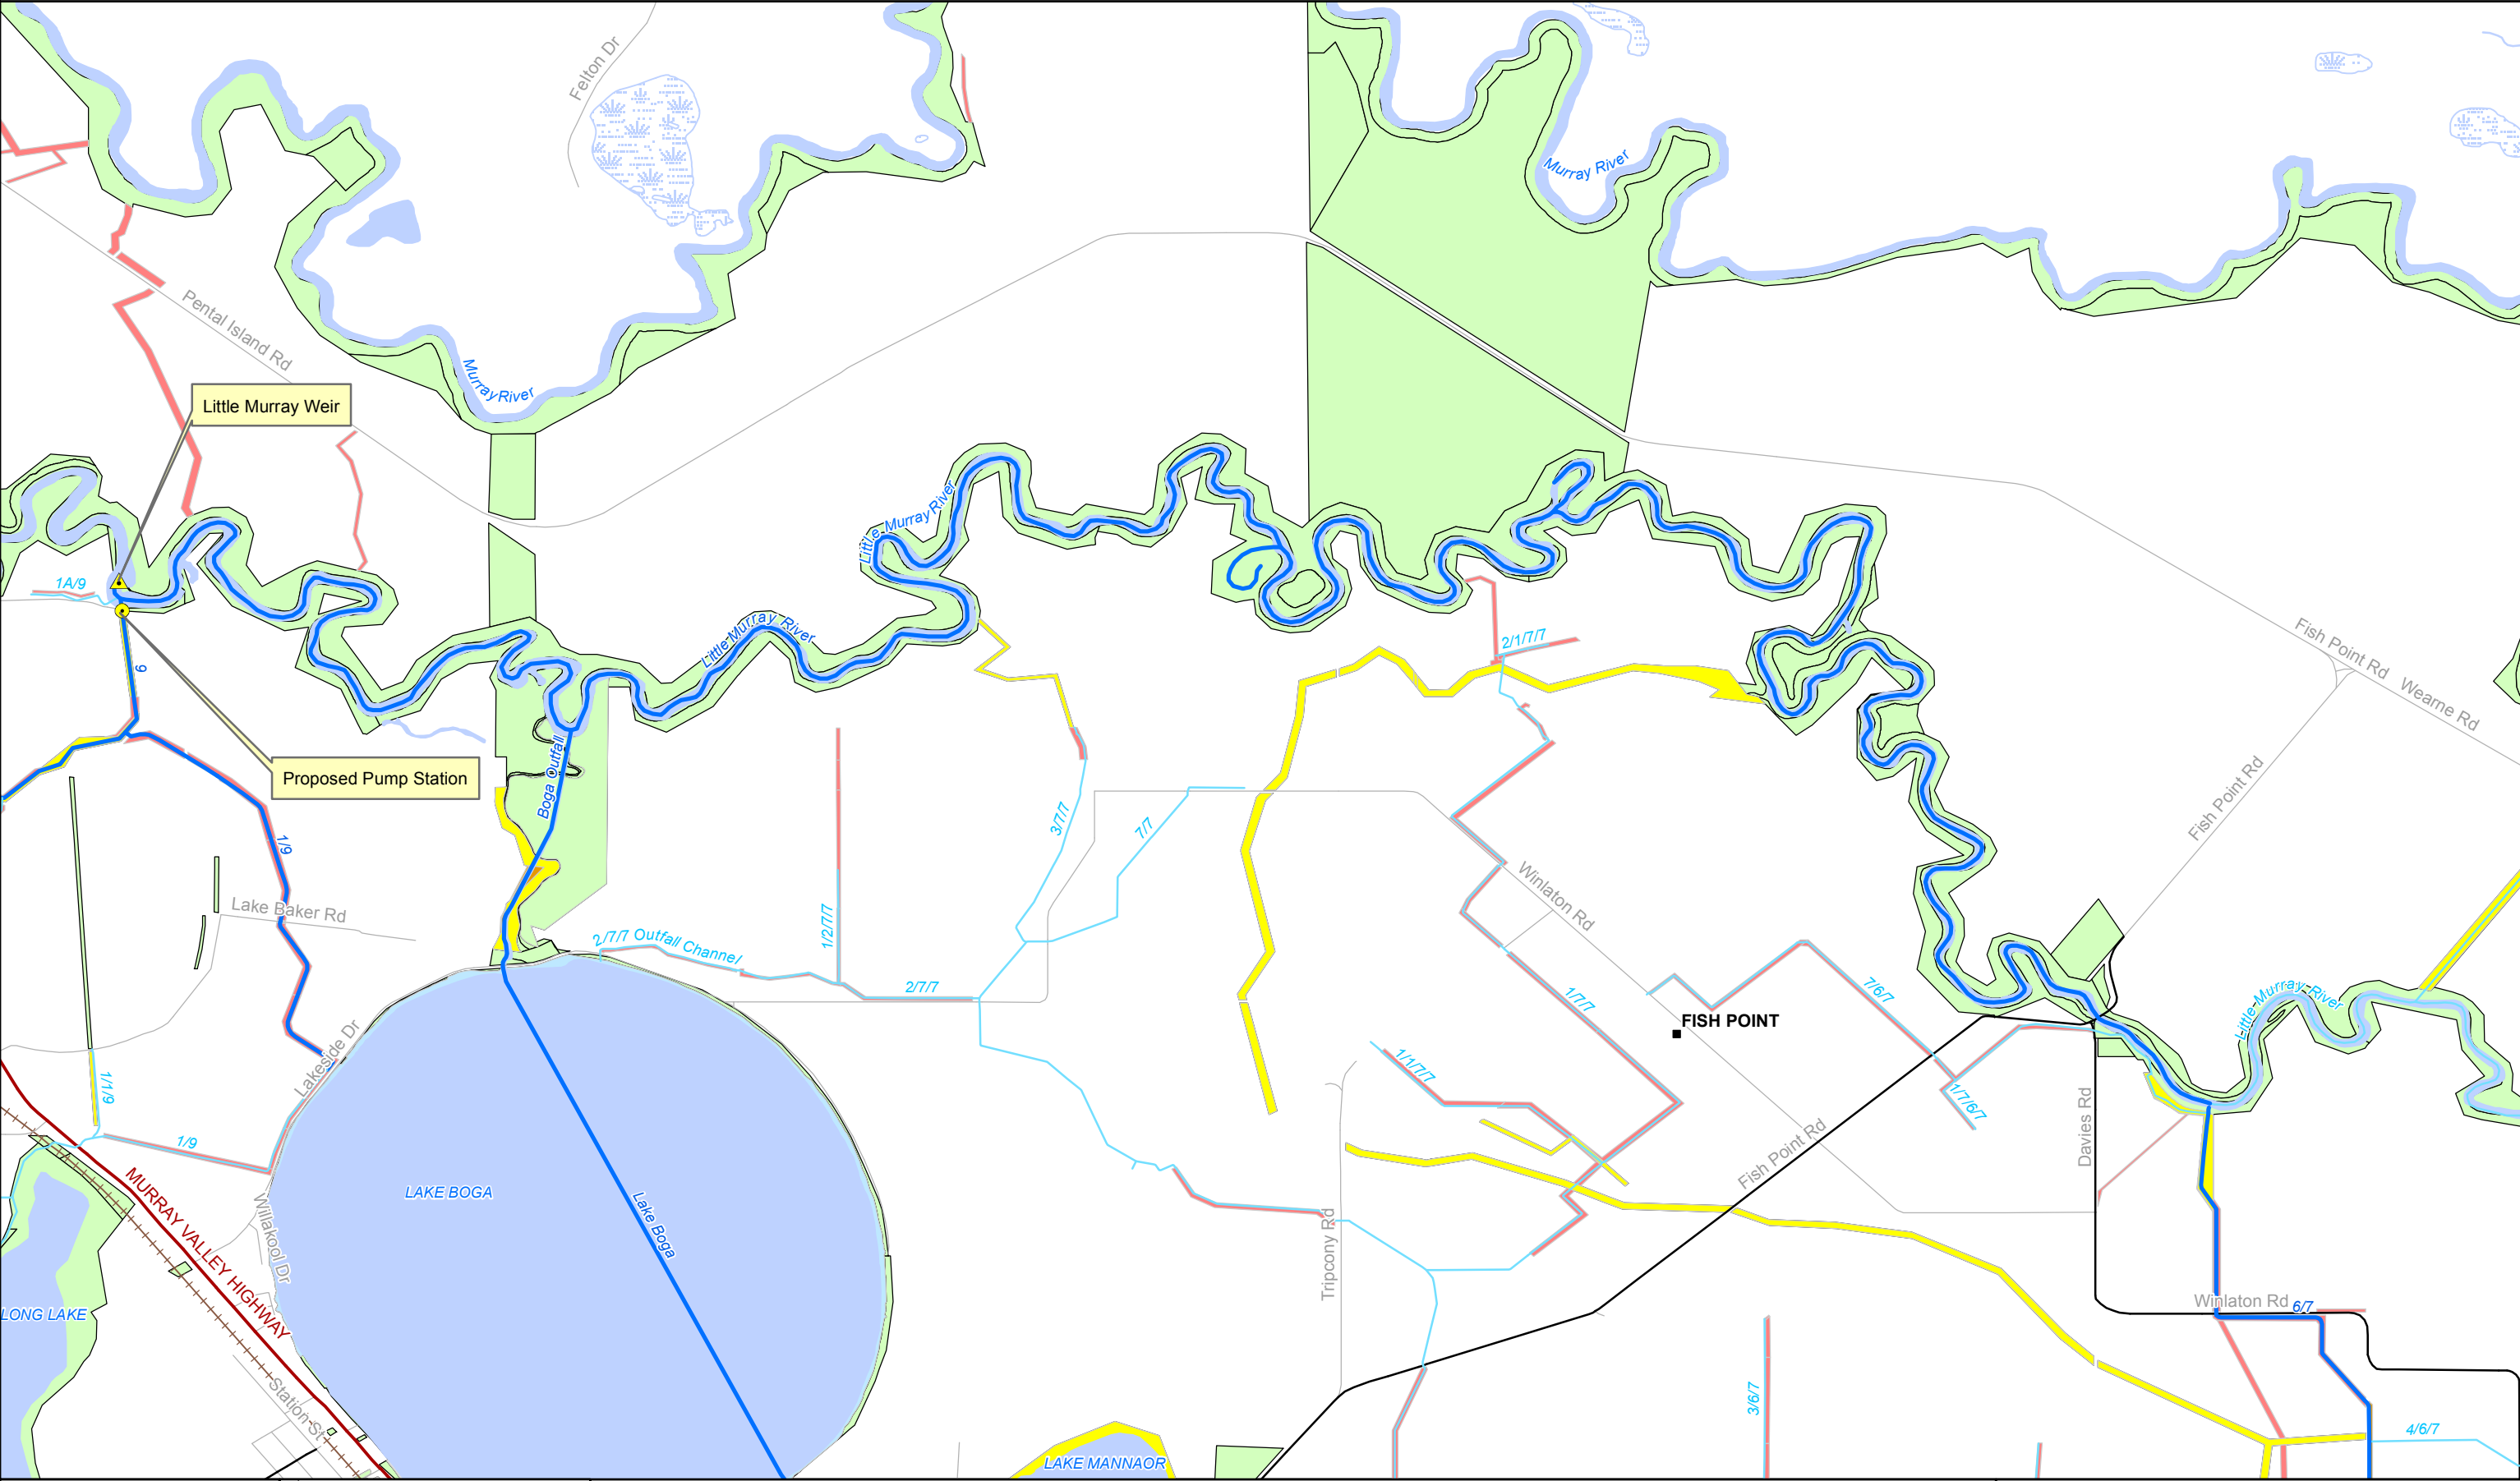 Felton Dr
Murray River
Pental Island Rd
Murray River
Little Murray Weir
Little Murray River
1A/9
Little Murray River
2/1/7/7
Fish Point Rd
Wearne Rd
9
Proposed Pump Station
Boga Outfall
3/7/7
7/7
Fish Point Rd
1/9
Lake Baker Rd
1/2/7/7
Winlaton Rd
2/7/7 Outfall Channel
2/7/7
1/7/7
7/6/7
FISH POINT
Little Murray River
Lakeside Dr
1/1/9
1/1/7/7
1/7/6/7
1/9
Fish Point Rd
Davies Rd
MURRAY VALLEY HIGHWAY
Willakool Dr
LAKE BOGA
Lake Boga
Tripcony Rd
LONG LAKE
Winlaton Rd
6/7
Station St
3/6/7
4/6/7
LAKE MANNAOR